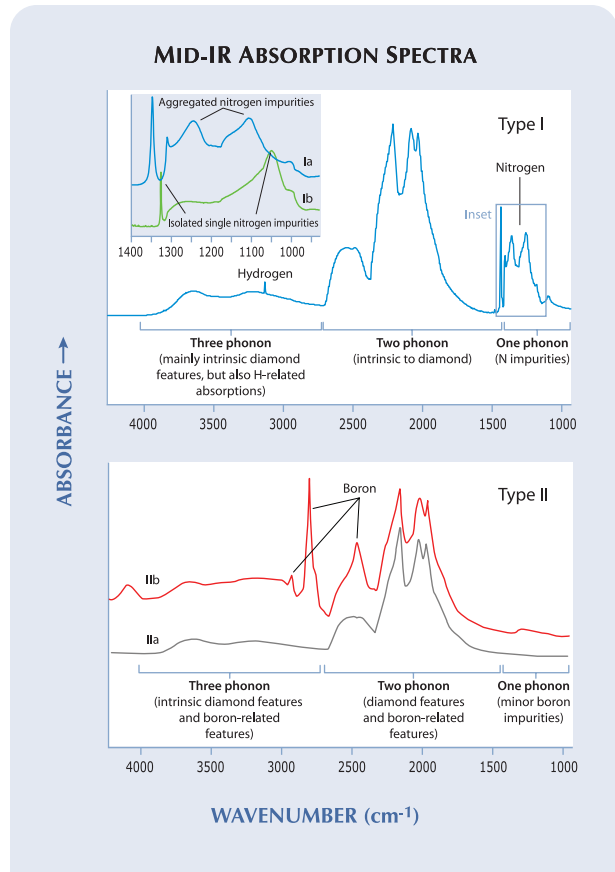 MID-IR ABSORPTION SPECTRA
Aggregated nitrogen impurities
Ia
Ib
Isolated single nitrogen impurities
1400 1300 1200 1100 1000
Type I
Nitrogen
Inset
Hydrogen
Three phonon
(mainly intrinsic diamond
features, but also H-related
absorptions)
Two phonon
(intrinsic to diamond)
One phonon
(N impurities)
4000 3500 3000 2500 2000 1500 1000
ABSORBANCE →
Type II
Boron
IIb
IIa
Three phonon
(intrinsic diamond features
and boron-related
features)
Two phonon
(diamond features
and boron-related
features)
One phonon
(minor boron
impurities)
4000 3500 3000 2500 2000 1500 1000
WAVENUMBER (cm-1)